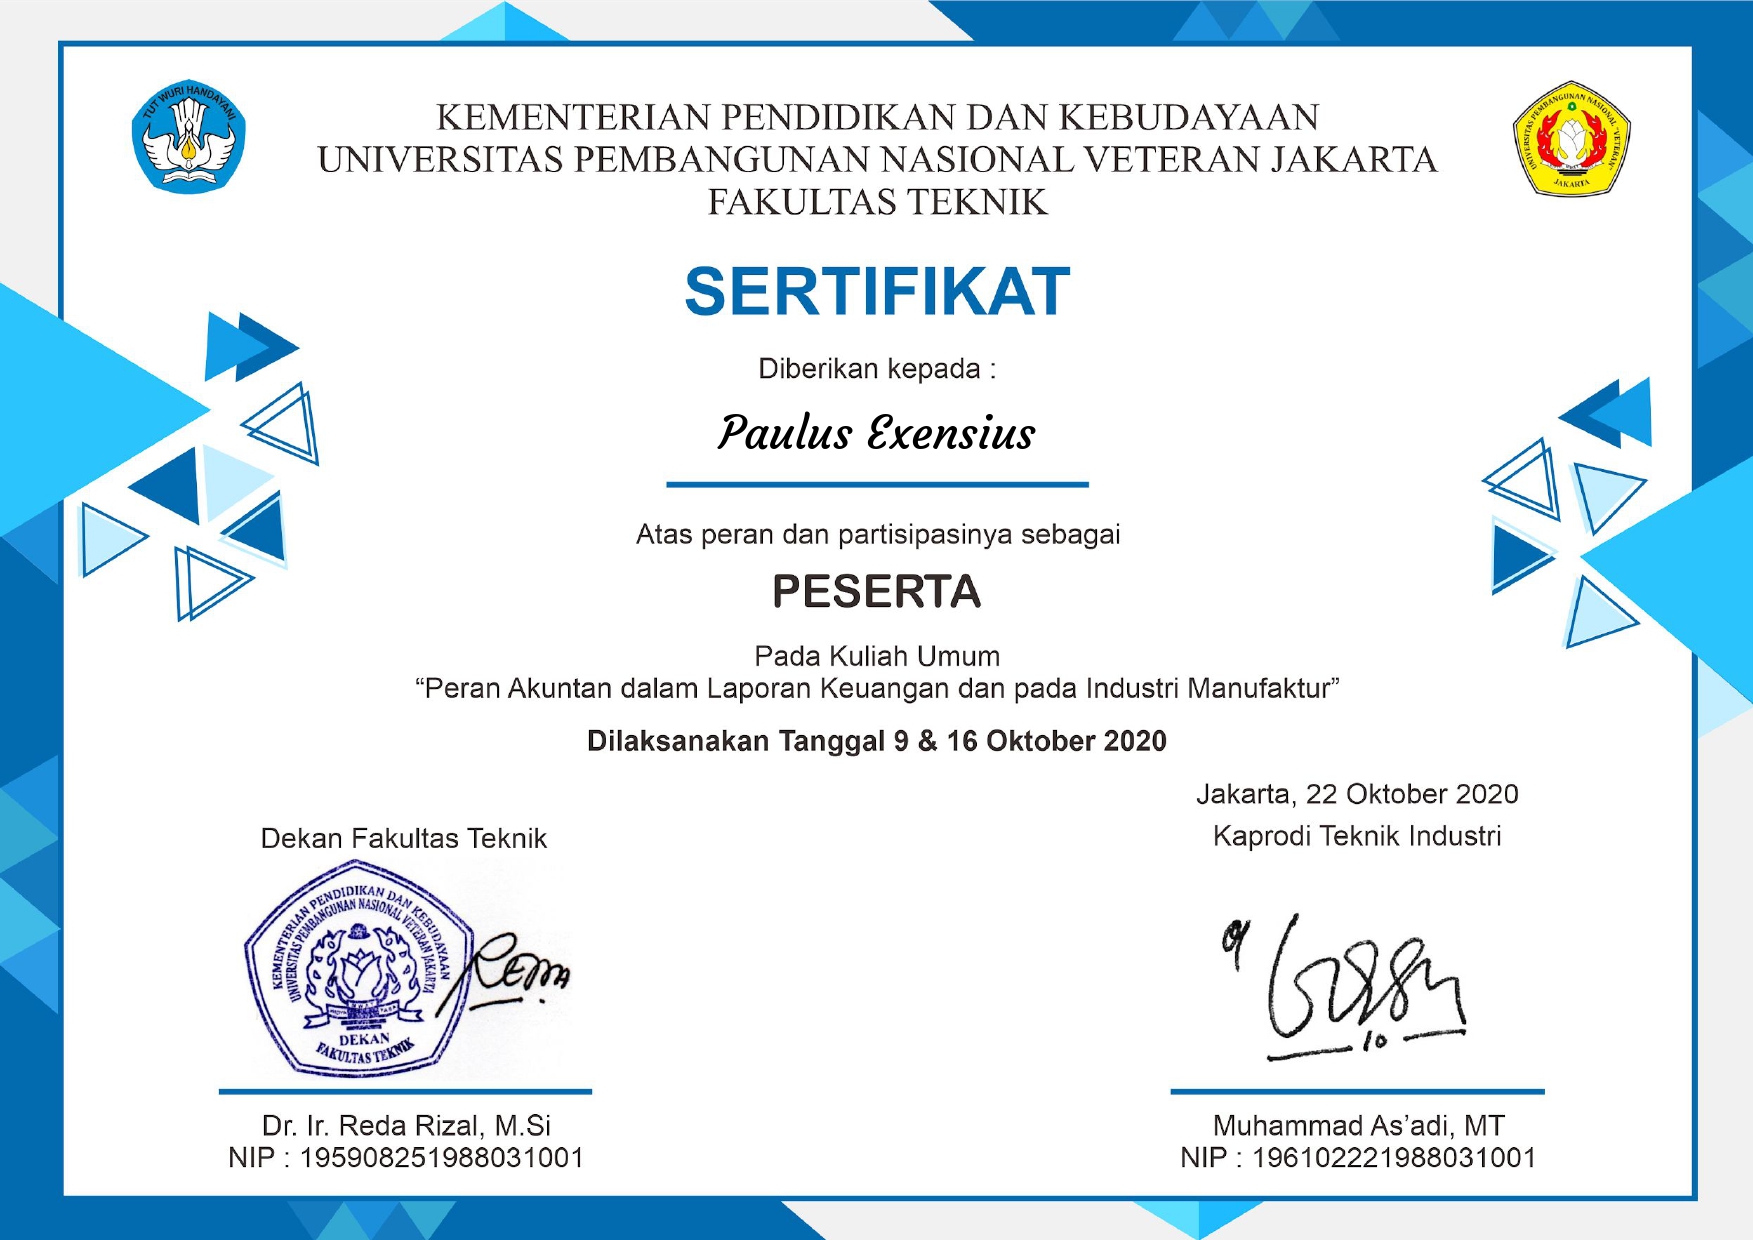 TUT WURI HANDAYANI
UNIVERSITAS PEMBANGUNAN NASIONAL "VETERAN"
JAKARTA
KEMENTERIAN PENDIDIKAN DAN KEBUDAYAAN
UNIVERSITAS PEMBANGUNAN NASIONAL VETERAN JAKARTA
FAKULTAS TEKNIK
SERTIFIKAT
Diberikan kepada :
Paulus Exensius
Atas peran dan partisipasinya sebagai
PESERTA
Pada Kuliah Umum
“Peran Akuntan dalam Laporan Keuangan dan pada Industri Manufaktur”
Dilaksanakan Tanggal 9 & 16 Oktober 2020
Jakarta, 22 Oktober 2020
Dekan Fakultas Teknik
Kaprodi Teknik Industri
KEMENTERIAN PENDIDIKAN DAN KEBUDAYAAN
UNIVERSITAS PEMBANGUNAN NASIONAL VETERAN JAKARTA
DEKAN
FAKULTAS TEKNIK
Dr. Ir. Reda Rizal, M.Si
NIP : 195908251988031001
Muhammad As’adi, MT
NIP : 196102221988031001